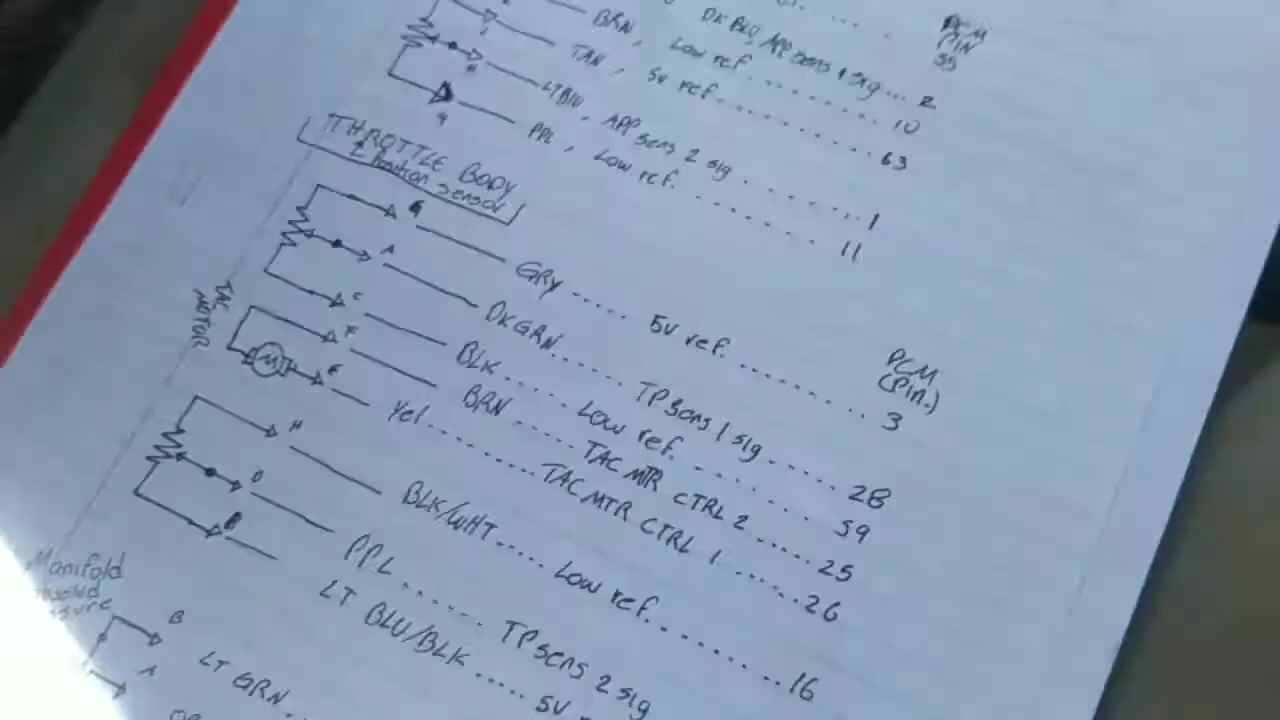 PCM
PIN
55
DK BLU, APP sens 1 sig ... 2
BRN, Low ref. ........ 10
TAN, 5v ref. ........ 63
LT BLU, APP sens 2 sig ........ 1
PPL, Low ref. ........ 11
THROTTLE BODY
Position Sensor
PCM
(Pin.)
G GRY ..... 5v ref. ........ 3
A DK GRN ...... TP Sens 1 sig ..... 28
C BLK ...... Low ref. ........ 59
TAC
MOTOR
F BRN ..... TAC MTR CTRL 2 ..... 25
M
Yel ........ TAC MTR CTRL 1 ..... 26
H BLK/WHT ..... Low ref. ........ 16
D PPL ...... TP sens 2 sig
LT BLU/BLK ..... 5v
Manifold
B LT GRN.
A